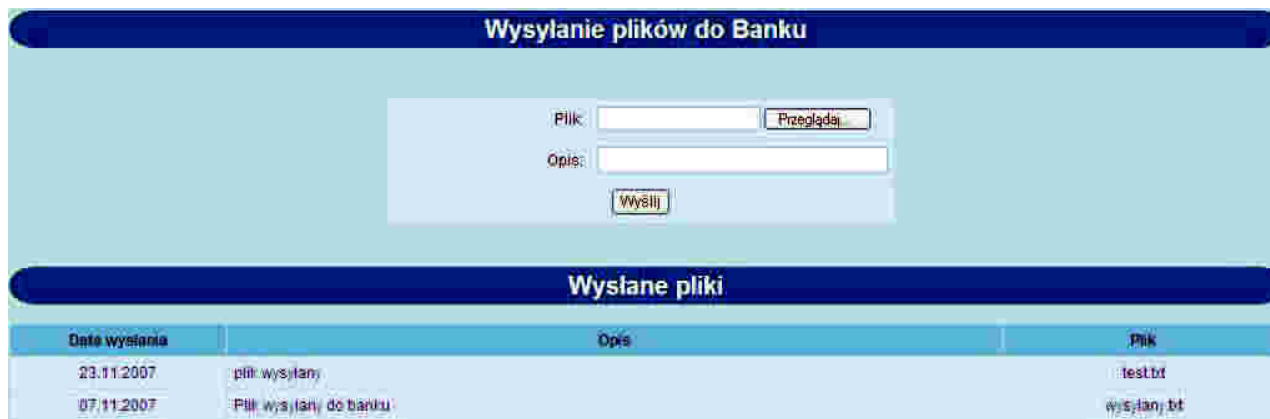 Wysyłanie plików do Banku
Plik: Przeglądaj...
Opis:
Wyślij
Wysłane pliki
Data wysłania Opis Plik
23.11.2007 plik wysyłany test.txt
07.11.2007 Plik wysyłany do banku wysylany.txt